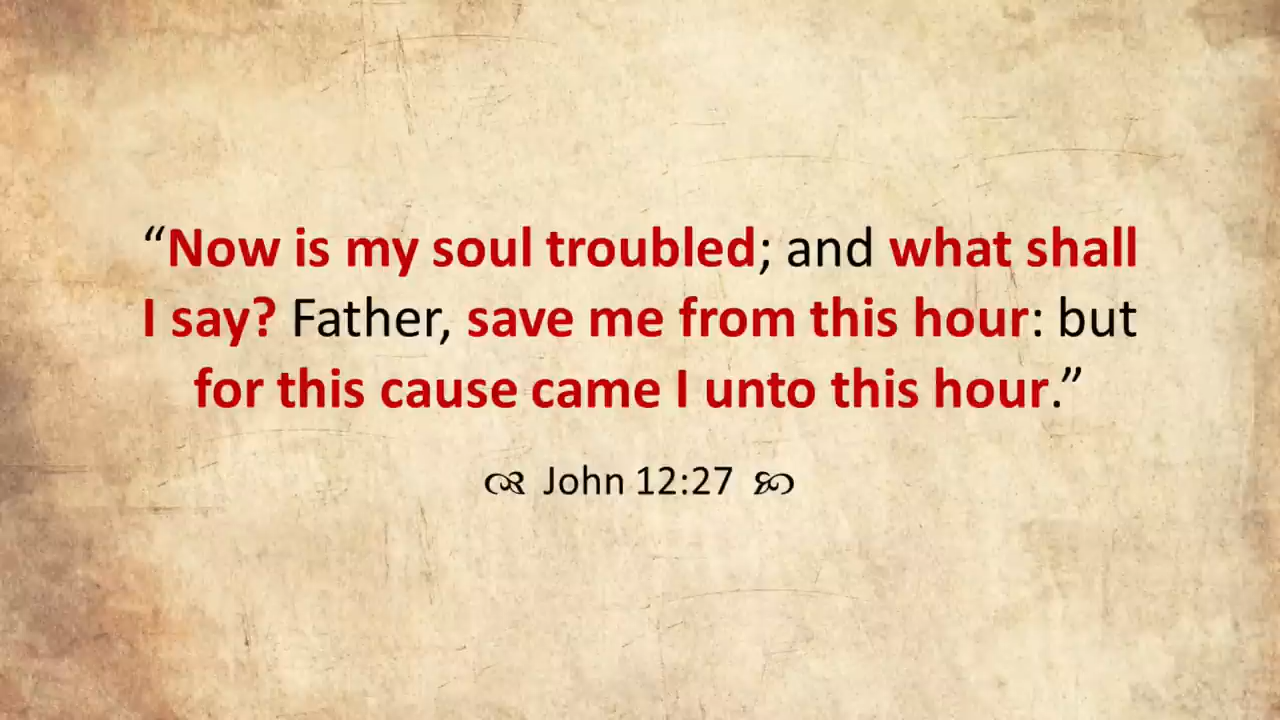 “Now is my soul troubled; and what shall
I say? Father, save me from this hour: but
for this cause came I unto this hour.”
John 12:27